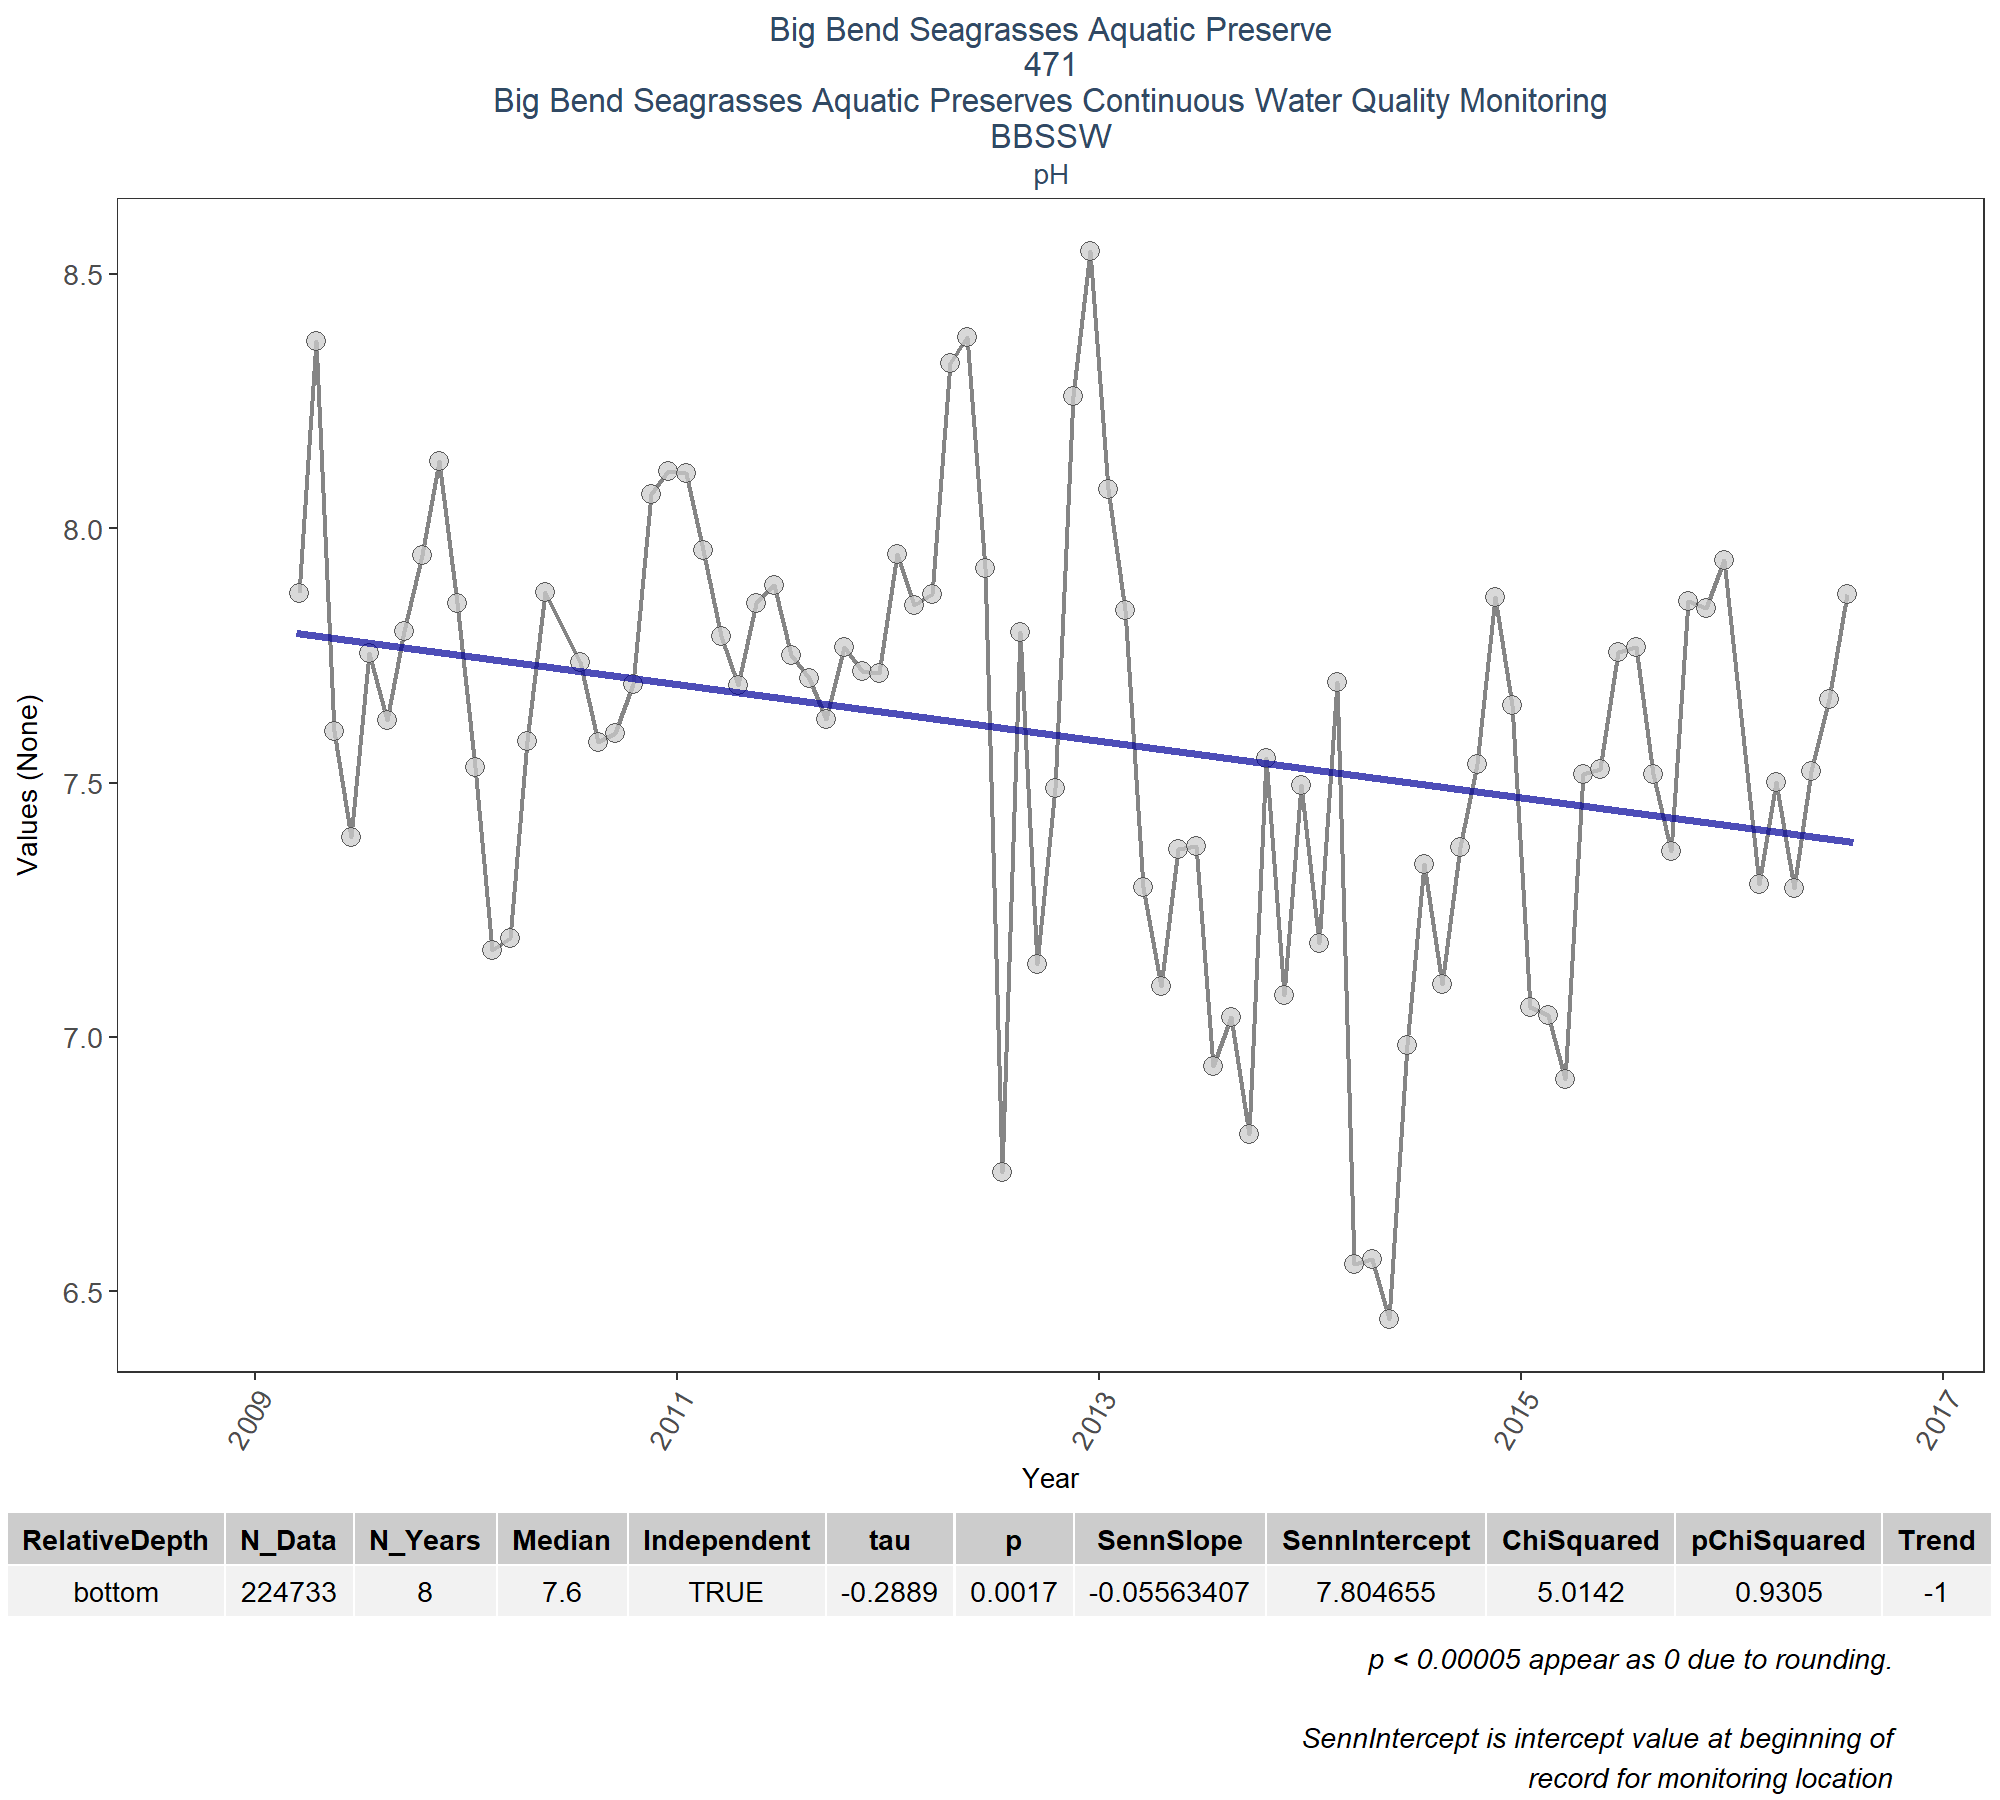 Big Bend Seagrasses Aquatic Preserve
471
Big Bend Seagrasses Aquatic Preserves Continuous Water Quality Monitoring
BBSSW
pH
8.5
8.0
7.5
7.0
6.5
Values (None)
2009 2011 2013 2015 2017
Year
RelativeDepth N_Data N_Years Median Independent tau p SennSlope SennIntercept ChiSquared pChiSquared Trend
bottom 224733 8 7.6 TRUE -0.2889 0.0017 -0.05563407 7.804655 5.0142 0.9305 -1
p < 0.00005 appear as 0 due to rounding.
SennIntercept is intercept value at beginning of
record for monitoring location